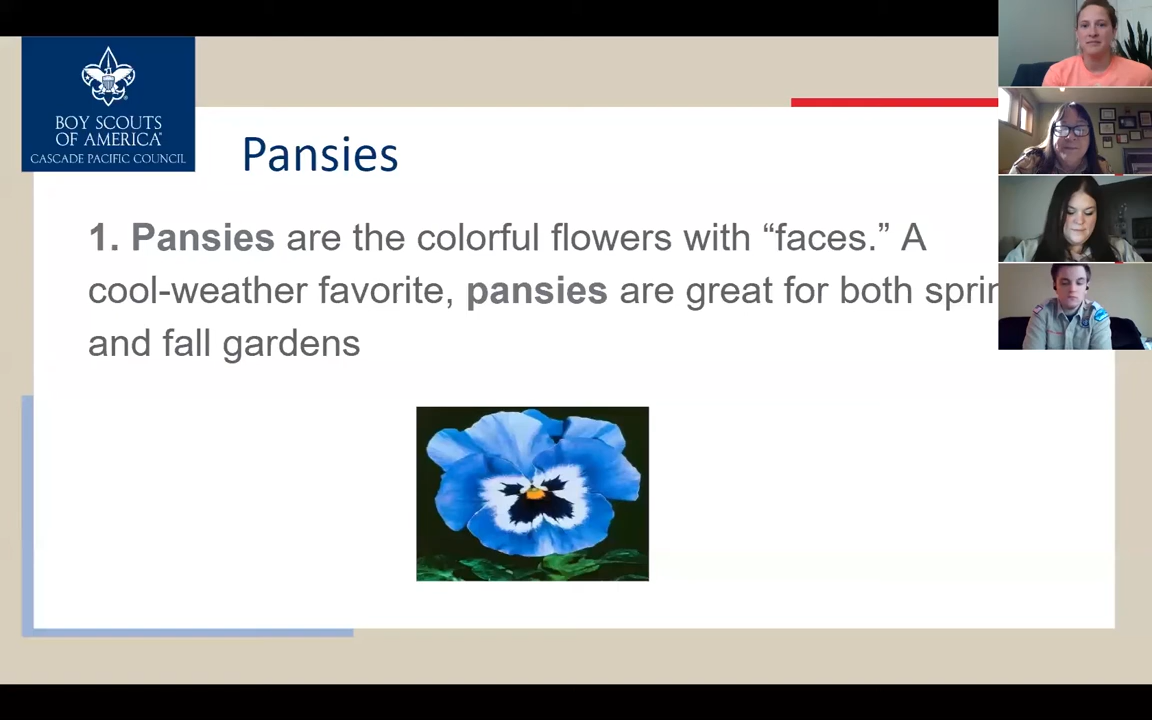 BOY SCOUTS
OF AMERICA
CASCADE PACIFIC COUNCIL
Pansies
1. Pansies are the colorful flowers with “faces.” A
cool-weather favorite, pansies are great for both
and fall gardens